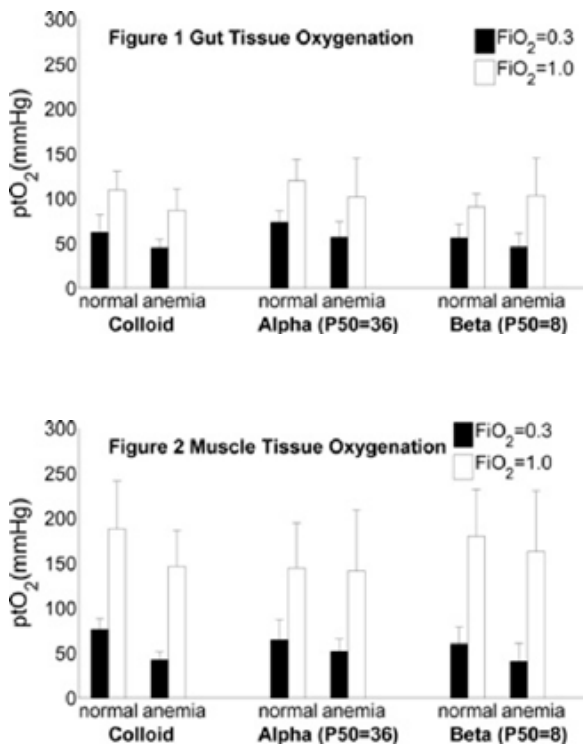 300
Figure 1 Gut Tissue Oxygenation
FiO2=0.3
FiO2=1.0
250
200
150
100
50
0
ptO2(mmHg)
normal anemia normal anemia normal anemia
Colloid Alpha (P50=36) Beta (P50=8)
300
Figure 2 Muscle Tissue Oxygenation
FiO2=0.3
FiO2=1.0
250
200
150
100
50
0
ptO2(mmHg)
normal anemia normal anemia normal anemia
Colloid Alpha (P50=36) Beta (P50=8)